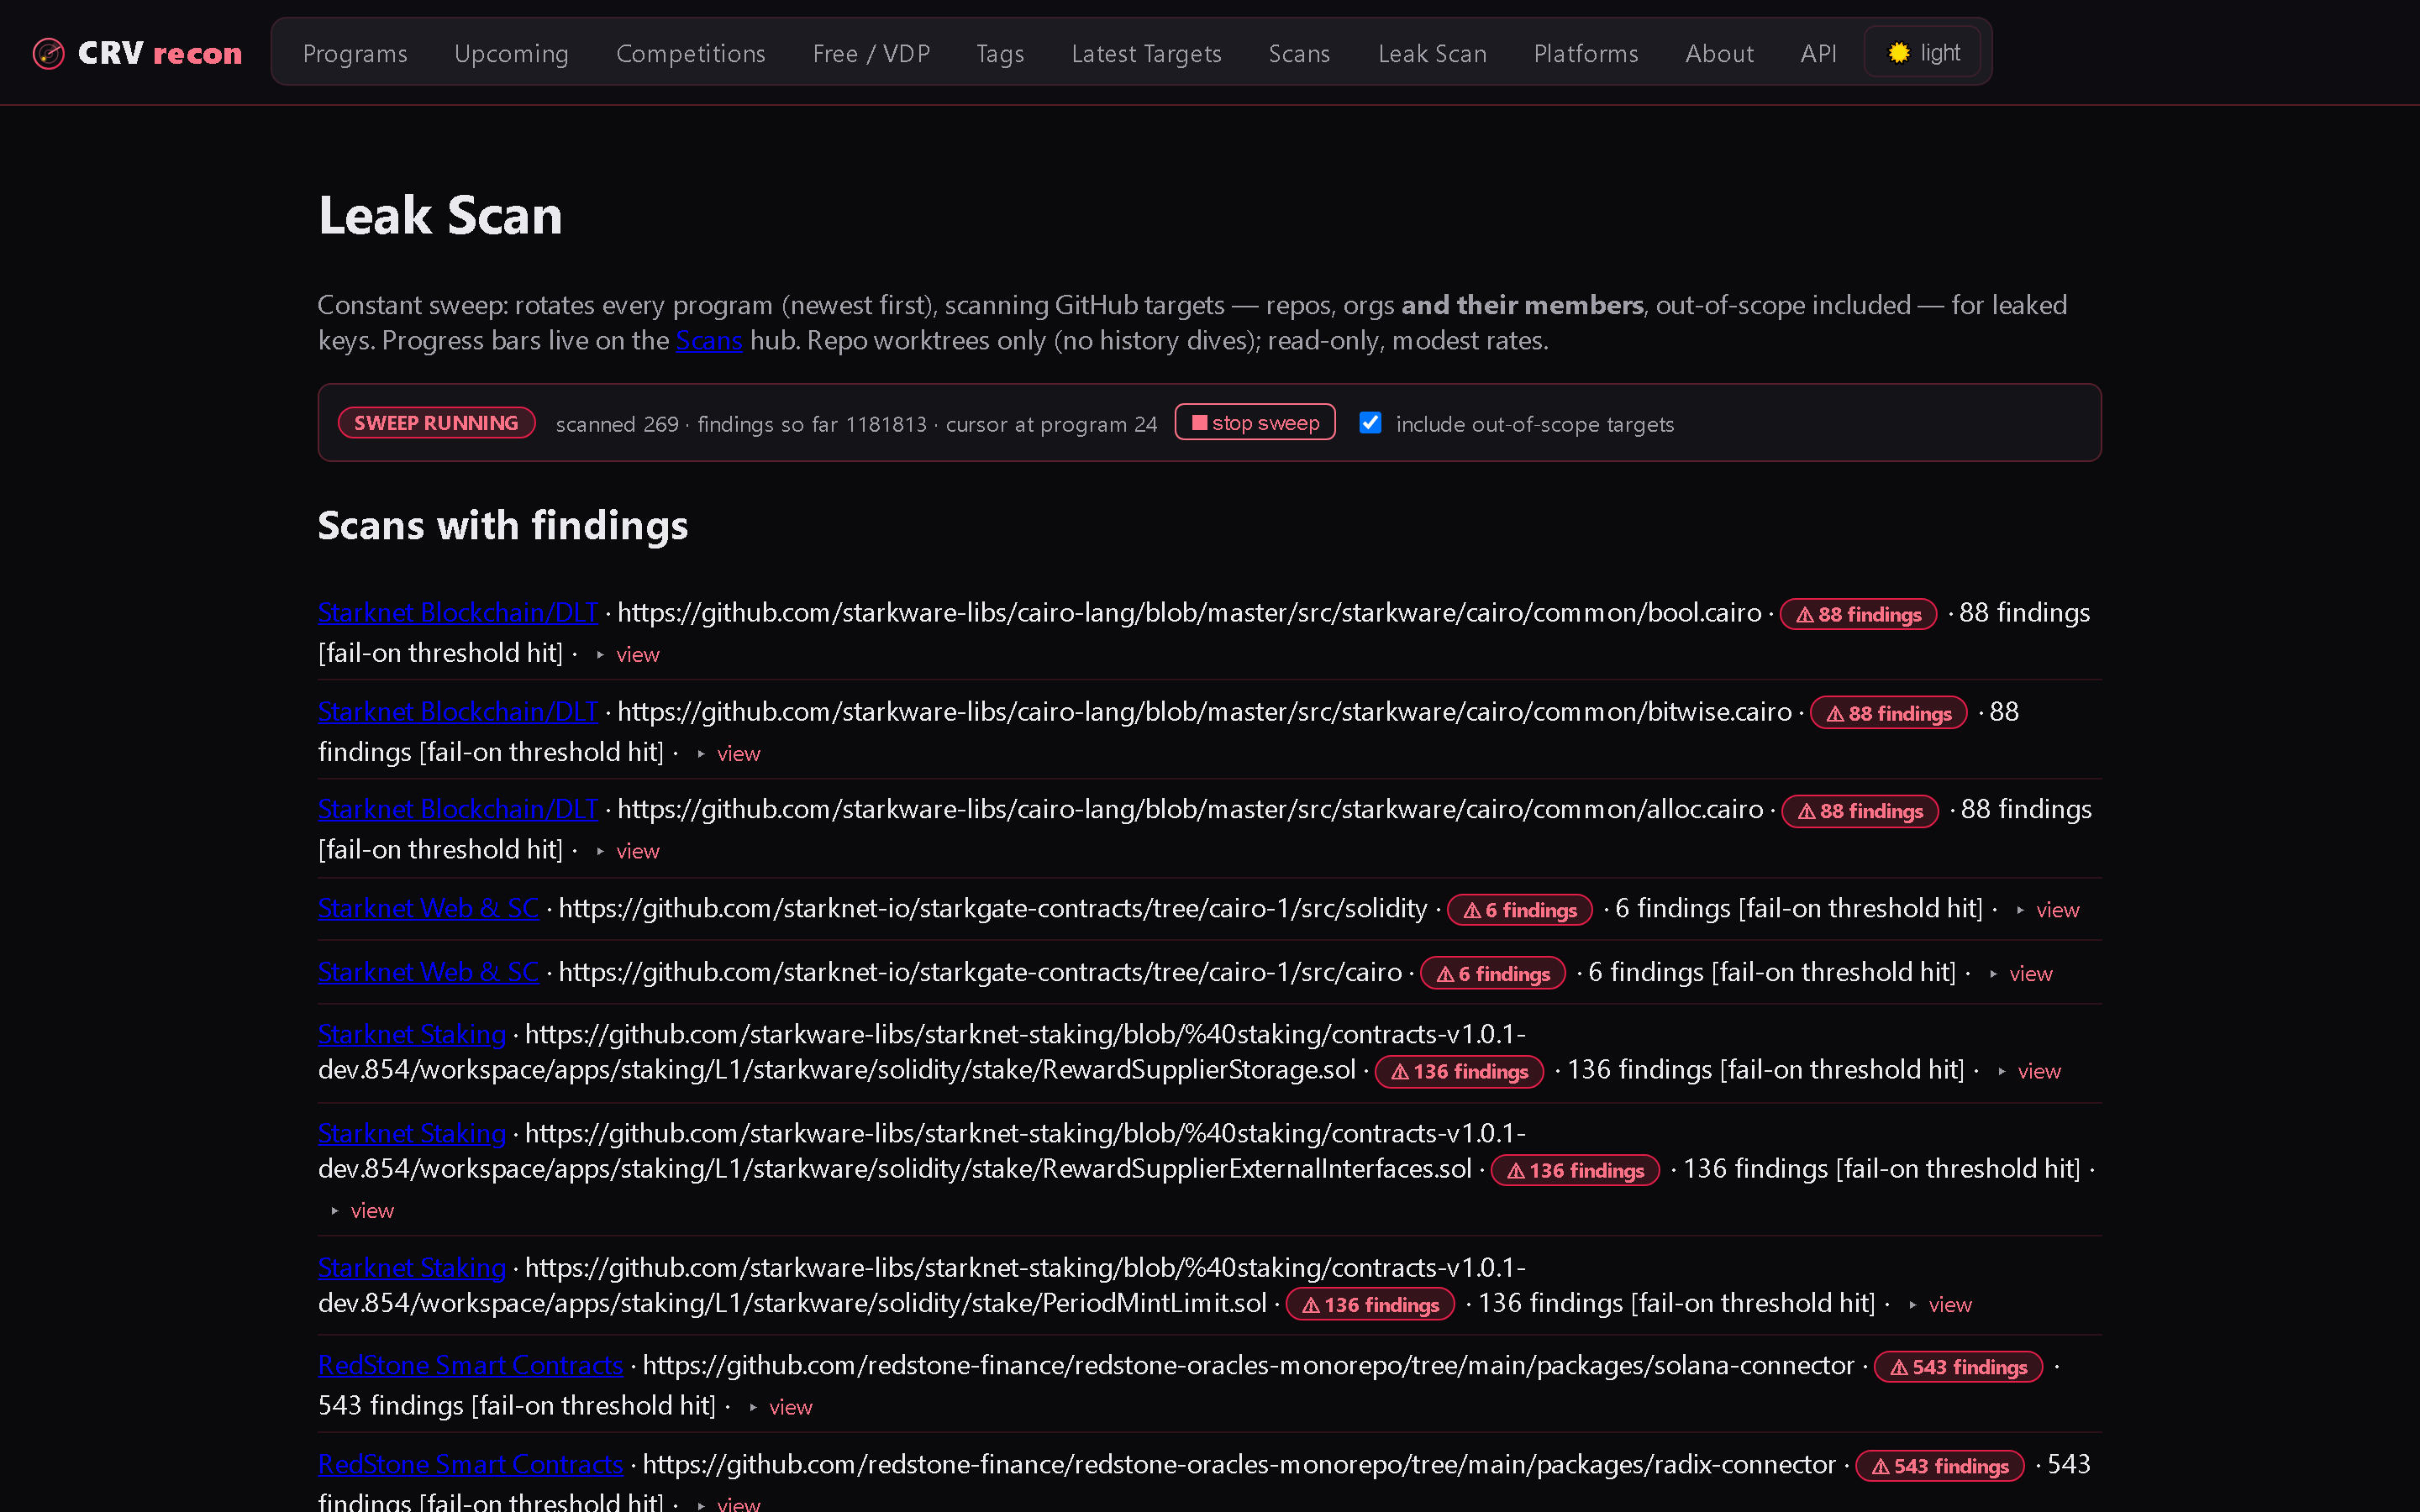 CRV recon Programs Upcoming Competitions Free / VDP Tags Latest Targets Scans Leak Scan Platforms About API light
Leak Scan
Constant sweep: rotates every program (newest first), scanning GitHub targets — repos, orgs and their members, out-of-scope included — for leaked
keys. Progress bars live on the Scans hub. Repo worktrees only (no history dives); read-only, modest rates.
SWEEP RUNNING scanned 269 · findings so far 1181813 · cursor at program 24 stop sweep include out-of-scope targets
Scans with findings
Starknet Blockchain/DLT · https://github.com/starkware-libs/cairo-lang/blob/master/src/starkware/cairo/common/bool.cairo · ⚠ 88 findings · 88 findings
[fail-on threshold hit] · ▸ view
Starknet Blockchain/DLT · https://github.com/starkware-libs/cairo-lang/blob/master/src/starkware/cairo/common/bitwise.cairo · ⚠ 88 findings · 88
findings [fail-on threshold hit] · ▸ view
Starknet Blockchain/DLT · https://github.com/starkware-libs/cairo-lang/blob/master/src/starkware/cairo/common/alloc.cairo · ⚠ 88 findings · 88 findings
[fail-on threshold hit] · ▸ view
Starknet Web & SC · https://github.com/starknet-io/starkgate-contracts/tree/cairo-1/src/solidity · ⚠ 6 findings · 6 findings [fail-on threshold hit] · ▸ view
Starknet Web & SC · https://github.com/starknet-io/starkgate-contracts/tree/cairo-1/src/cairo · ⚠ 6 findings · 6 findings [fail-on threshold hit] · ▸ view
Starknet Staking · https://github.com/starkware-libs/starknet-staking/blob/%40staking/contracts-v1.0.1-
dev.854/workspace/apps/staking/L1/starkware/solidity/stake/RewardSupplierStorage.sol · ⚠ 136 findings · 136 findings [fail-on threshold hit] · ▸ view
Starknet Staking · https://github.com/starkware-libs/starknet-staking/blob/%40staking/contracts-v1.0.1-
dev.854/workspace/apps/staking/L1/starkware/solidity/stake/RewardSupplierExternalInterfaces.sol · ⚠ 136 findings · 136 findings [fail-on threshold hit] ·
▸ view
Starknet Staking · https://github.com/starkware-libs/starknet-staking/blob/%40staking/contracts-v1.0.1-
dev.854/workspace/apps/staking/L1/starkware/solidity/stake/PeriodMintLimit.sol · ⚠ 136 findings · 136 findings [fail-on threshold hit] · ▸ view
RedStone Smart Contracts · https://github.com/redstone-finance/redstone-oracles-monorepo/tree/main/packages/solana-connector · ⚠ 543 findings ·
543 findings [fail-on threshold hit] · ▸ view
RedStone Smart Contracts · https://github.com/redstone-finance/redstone-oracles-monorepo/tree/main/packages/radix-connector · ⚠ 543 findings · 543
findings [fail-on threshold hit] · ▸ view